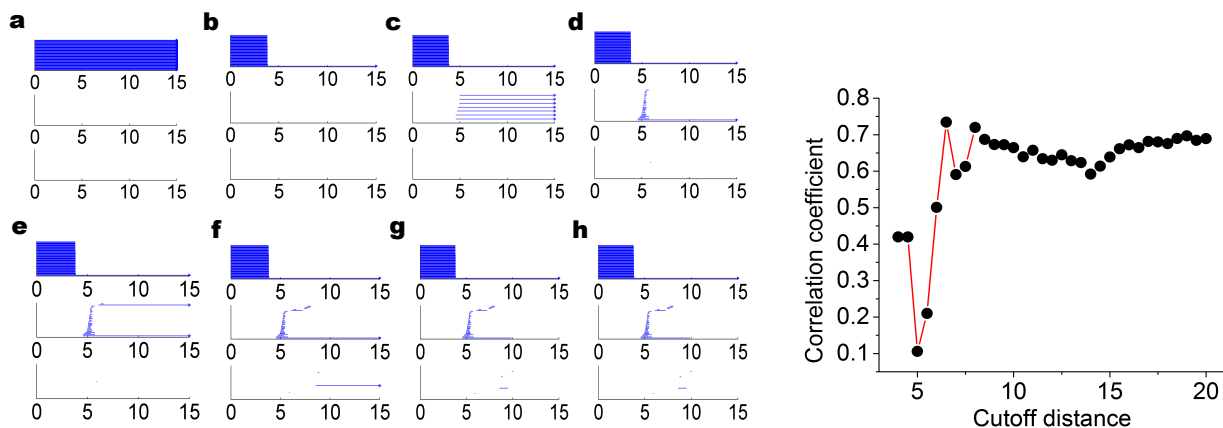 a b c d
0 5 10 15 0 5 10 15 0 5 10 15 0 5 10 15
0 5 10 15 0 5 10 15 0 5 10 15 0 5 10 15
0 5 10 15 0 5 10 15 0 5 10 15 0 5 10 15
e f g h
0 5 10 15 0 5 10 15 0 5 10 15 0 5 10 15
0 5 10 15 0 5 10 15 0 5 10 15 0 5 10 15
0 5 10 15 0 5 10 15 0 5 10 15 0 5 10 15
Correlation coefficient
0.8
0.7
0.6
0.5
0.4
0.3
0.2
0.1
5 10 15 20
Cutoff distance